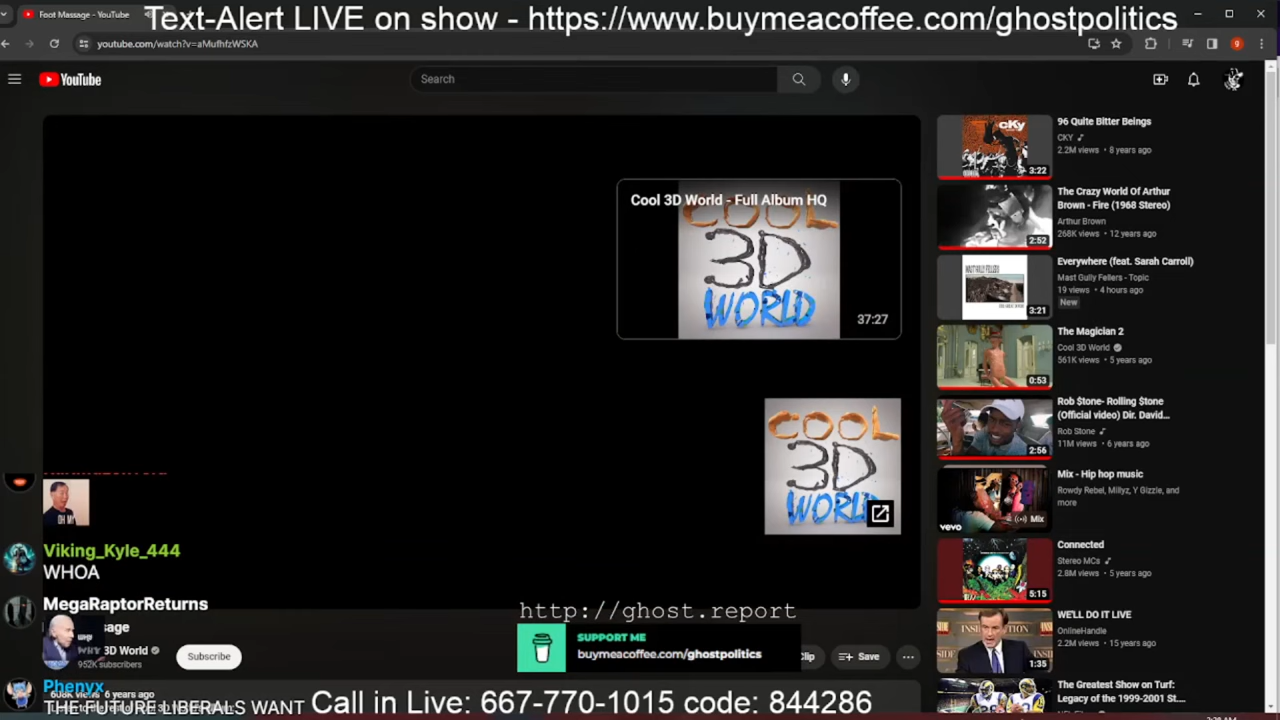 Foot Massage - YouTube
Text-Alert LIVE on show - https://www.buymeacoffee.com/ghostpolitics
youtube.com/watch?v=aMufhfzWSKA
9
YouTube
Search
Cool 3D World - Full Album HQ
COOL
3D
WORLD
37:27
COOL
3D
WORLD
96 Quite Bitter Beings
CKY
2.2M views • 8 years ago
cKy
3:22
The Crazy World Of Arthur
Brown - Fire (1968 Stereo)
Arthur Brown
268K views • 12 years ago
2:52
Everywhere (feat. Sarah Carroll)
Mast Gully Fellers - Topic
19 views • 4 hours ago
New
3:21
The Magician 2
Cool 3D World
561K views • 5 years ago
0:53
Rob $tone- Rolling $tone
(Official video) Dir. David...
Rob Stone
11M views • 6 years ago
2:56
Mix - Hip hop music
Rowdy Rebel, Millyz, Y Gizzle, and
more
vevo
Mix
Connected
Stereo MCs
2.8M views • 5 years ago
5:15
WE'LL DO IT LIVE
OnlineHandle
2.2M views • 15 years ago
1:35
The Greatest Show on Turf:
Legacy of the 1999-2001 St....
OH MY
Viking_Kyle_444
WHOA
MegaRaptorReturns
sage
WHY
3D World
952K subscribers
Subscribe
http://ghost.report
SUPPORT ME
buymeacoffee.com/ghostpolitics
Clip
Save
Phenyx
6 years ago
THE FUTURE LIBERALS WANT
Call in Live: 667-770-1015 code: 844286